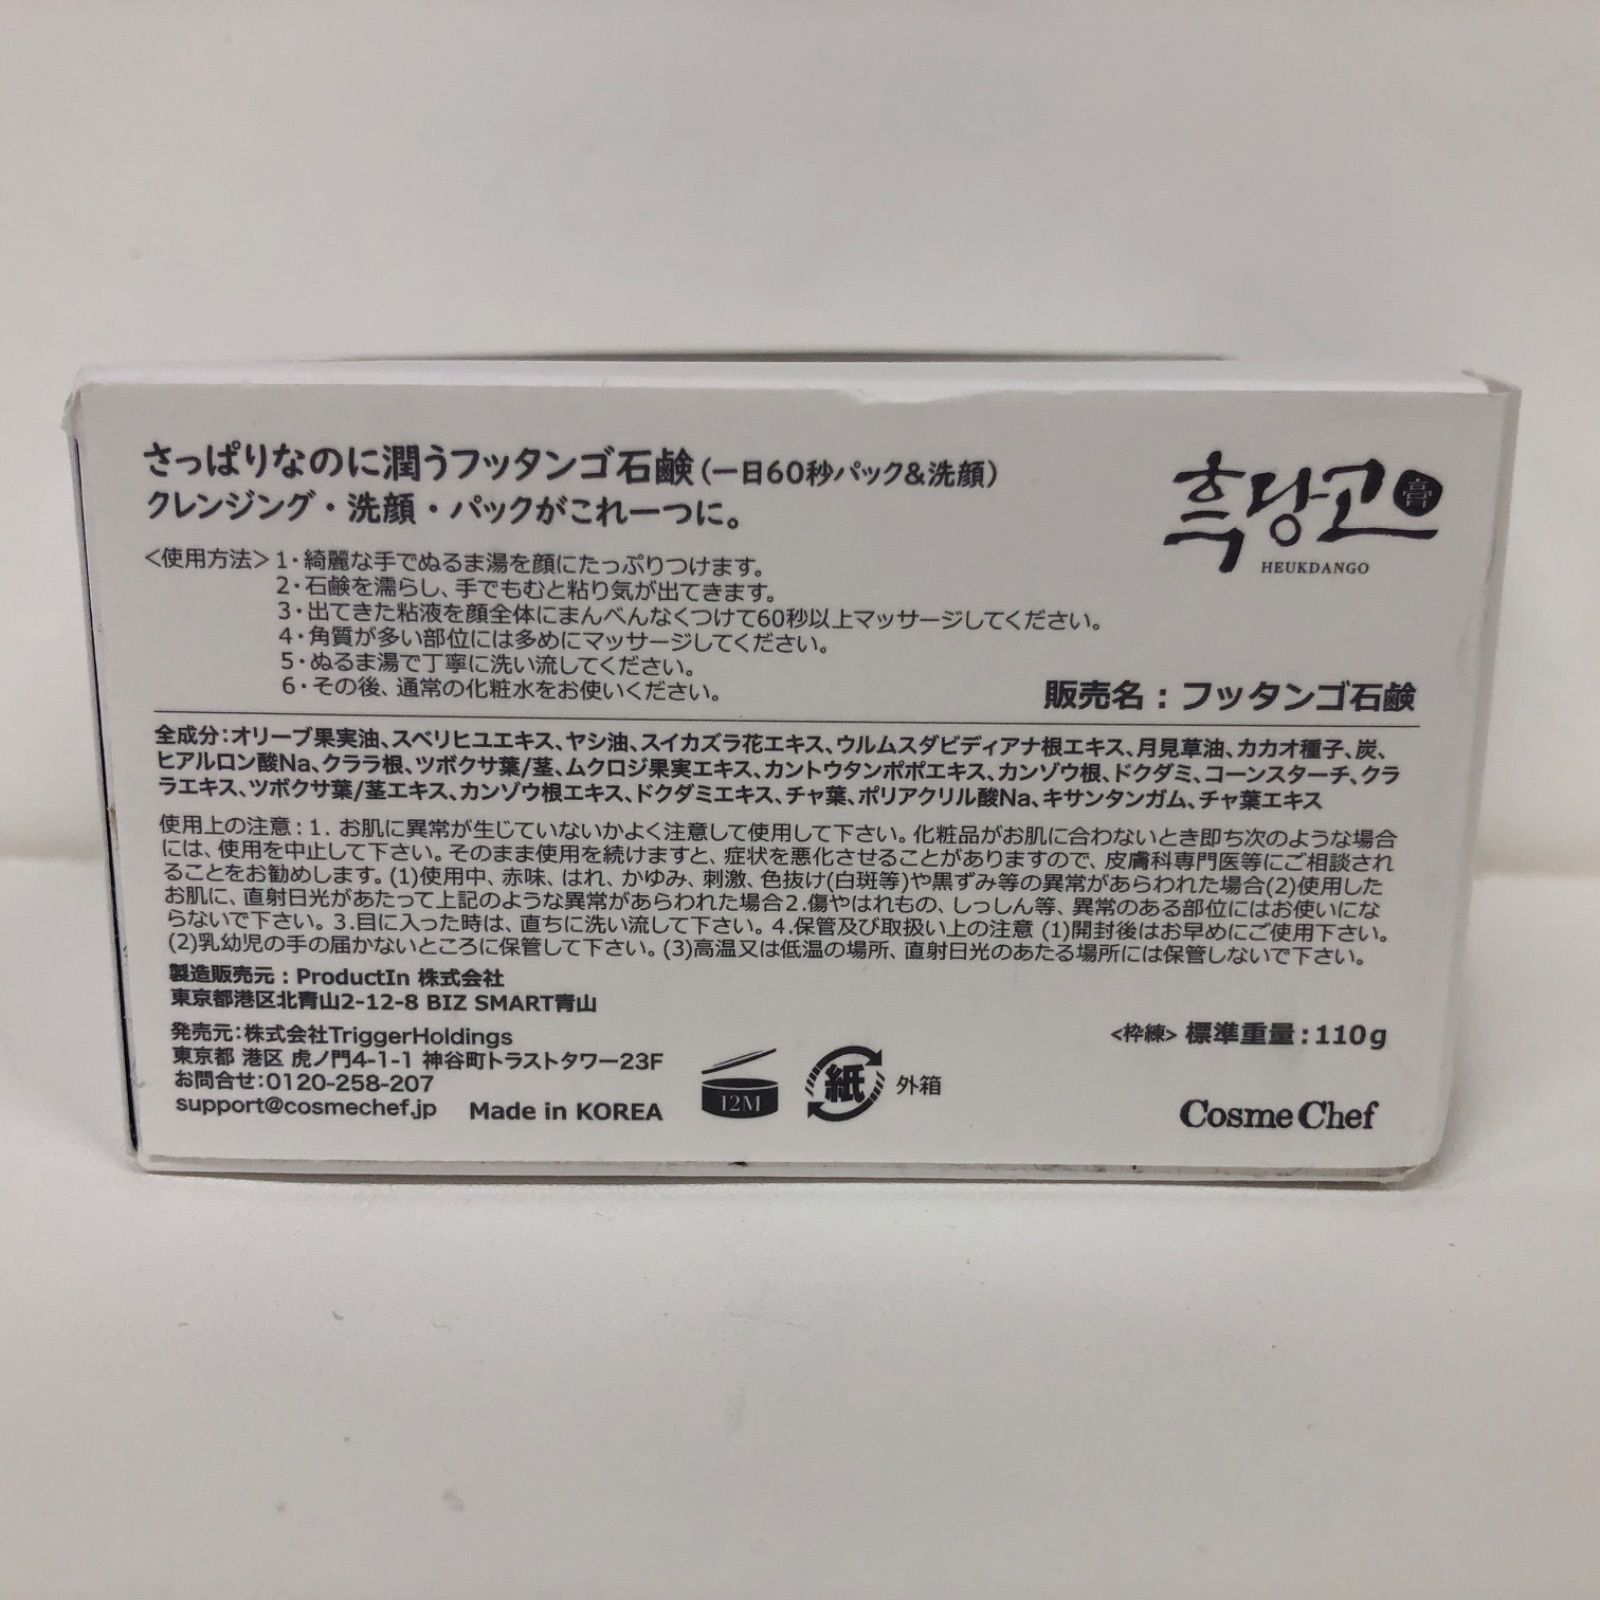 さっぱりなのに潤うフッタンゴ石鹸(一日60秒パック&洗顔)
クレンジング・洗顔・パックがこれ一つに。
흑당고 膏
HEUKDANGO
<使用方法> 1・綺麗な手でぬるま湯を顔にたっぷりつけます。
2・石鹸を濡らし、手でもむと粘り気が出てきます。
3・出てきた粘液を顔全体にまんべんなくつけて60秒以上マッサージしてください。
4・角質が多い部位には多めにマッサージしてください。
5・ぬるま湯で丁寧に洗い流してください。
6・その後、通常の化粧水をお使いください。
販売名:フッタンゴ石鹸
全成分:オリーブ果実油、スベリヒユエキス、ヤシ油、スイカズラ花エキス、ウルムスダビディアナ根エキス、月見草油、カカオ種子、炭、
ヒアルロン酸Na、クララ根、ツボクサ葉/茎、ムクロジ果実エキス、カントウタンポポエキス、カンゾウ根、ドクダミ、コーンスターチ、クラ
ラエキス、ツボクサ葉/茎エキス、カンゾウ根エキス、ドクダミエキス、チャ葉、ポリアクリル酸Na、キサンタンガム、チャ葉エキス
使用上の注意:1. お肌に異常が生じていないかよく注意して使用して下さい。化粧品がお肌に合わないとき即ち次のような場合
には、使用を中止して下さい。そのまま使用を続けますと、症状を悪化させることがありますので、皮膚科専門医等にご相談され
ることをお勧めします。(1)使用中、赤味、はれ、かゆみ、刺激、色抜け(白斑等)や黒ずみ等の異常があらわれた場合(2)使用した
お肌に、直射日光があたって上記のような異常があらわれた場合2.傷やはれもの、しっしん等、異常のある部位にはお使いにな
らないで下さい。3.目に入った時は、直ちに洗い流して下さい。4.保管及び取扱い上の注意 (1)開封後はお早めにご使用下さい。
(2)乳幼児の手の届かないところに保管して下さい。(3)高温又は低温の場所、直射日光のあたる場所には保管しないで下さい。
製造販売元:ProductIn 株式会社
東京都港区北青山2-12-8 BIZ SMART青山
発売元:株式会社TriggerHoldings
東京都 港区 虎ノ門4-1-1 神谷町トラストタワー23F
お問合せ:0120-258-207
support@cosmechef.jp Made in KOREA
12M
紙 外箱
<枠練> 標準重量:110g
Cosme Chef